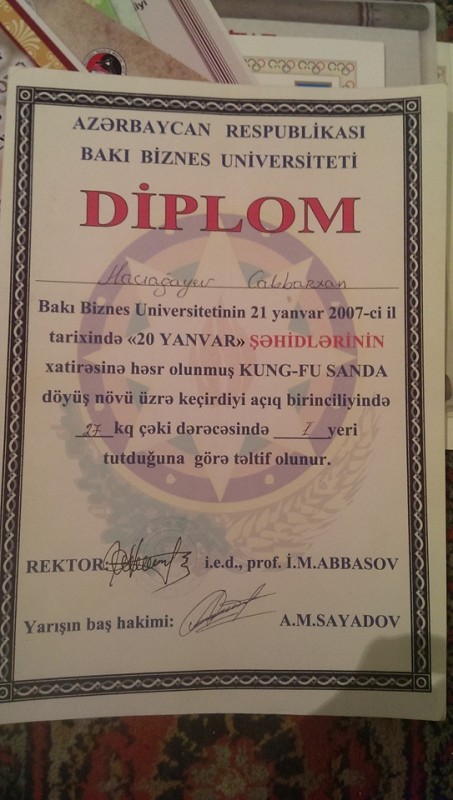 AZƏRBAYCAN RESPUBLİKASI
BAKI BİZNES UNİVERSİTETİ
DİPLOM
Hacıağayev Cabbarxan
Bakı Biznes Universitetinin 21 yanvar 2007-ci il
tarixində «20 YANVAR» ŞƏHİDLƏRİNİN
xatirəsinə həsr olunmuş KUNG-FU SANDA
döyüş növü üzrə keçirdiyi açıq birinciliyində
27 kq çəki dərəcəsində I yeri
tutduğuna görə təltif olunur.
REKTOR: i.e.d., prof. İ.M.ABBASOV
Yarışın baş hakimi: A.M.SAYADOV